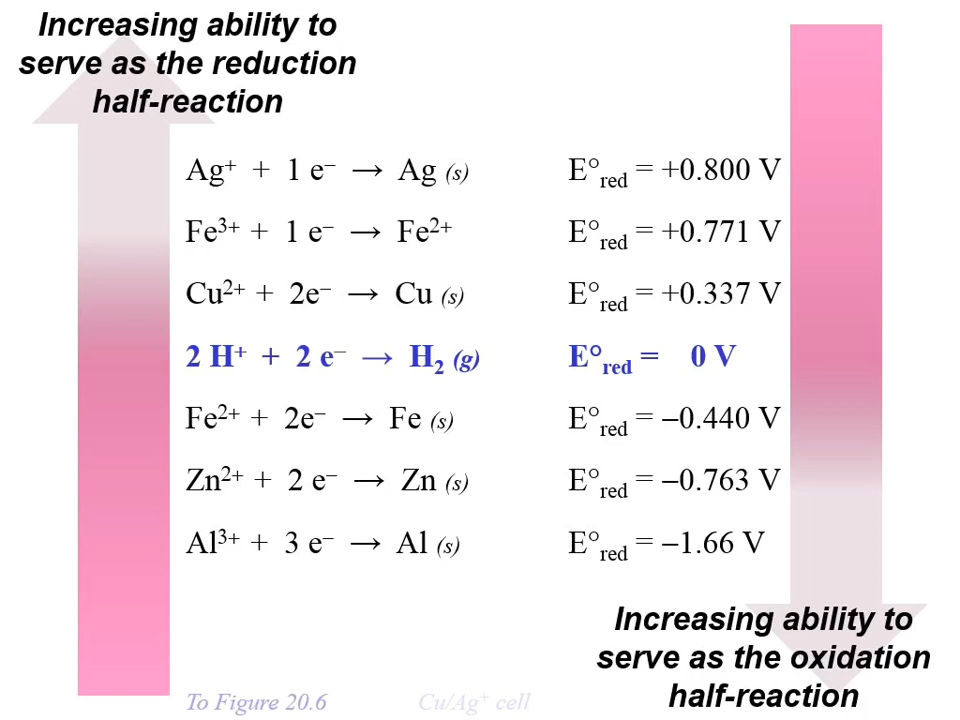 Increasing ability to
serve as the reduction
half-reaction
Ag⁺ + 1 e⁻ → Ag (s) E°red = +0.800 V
Fe³⁺ + 1 e⁻ → Fe²⁺ E°red = +0.771 V
Cu²⁺ + 2e⁻ → Cu (s) E°red = +0.337 V
2 H⁺ + 2 e⁻ → H₂ (g) E°red = 0 V
Fe²⁺ + 2e⁻ → Fe (s) E°red = −0.440 V
Zn²⁺ + 2 e⁻ → Zn (s) E°red = −0.763 V
Al³⁺ + 3 e⁻ → Al (s) E°red = −1.66 V
Increasing ability to
serve as the oxidation
half-reaction
To Figure 20.6 Cu/Ag⁺ cell